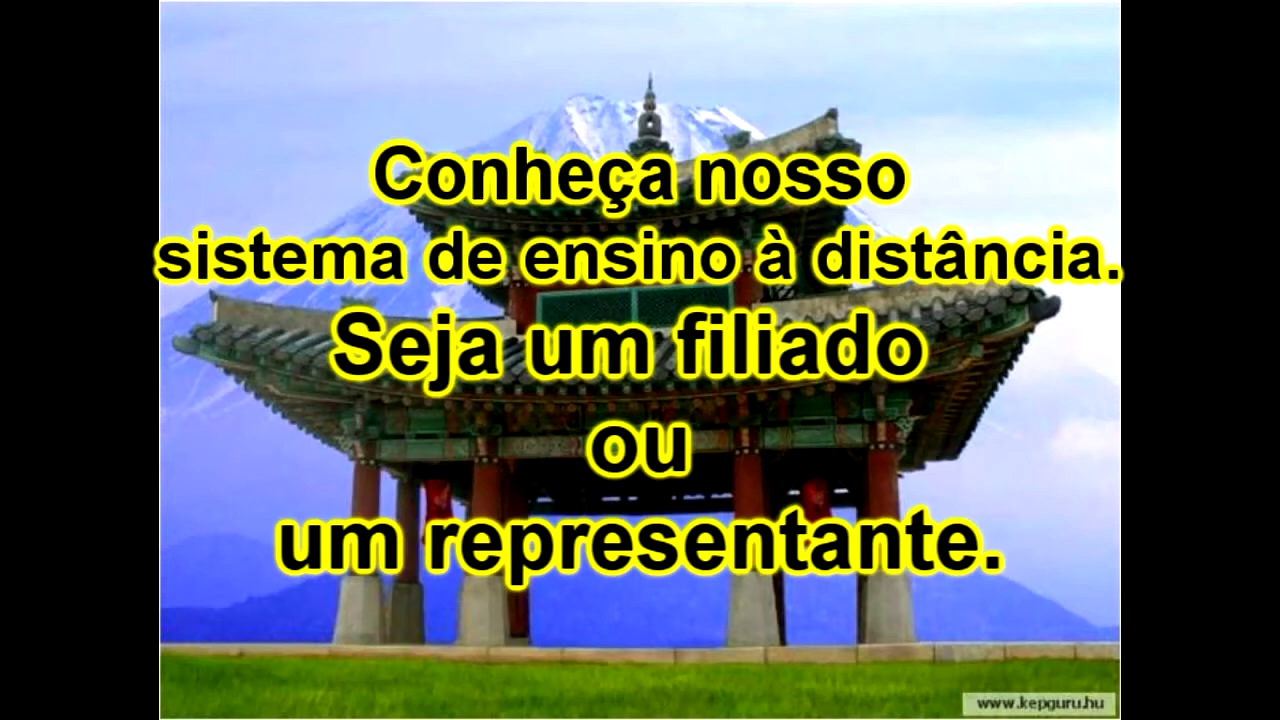 Conheça nosso
sistema de ensino à distância.
Seja um filiado
ou
um representante.
www.kepguru.hu